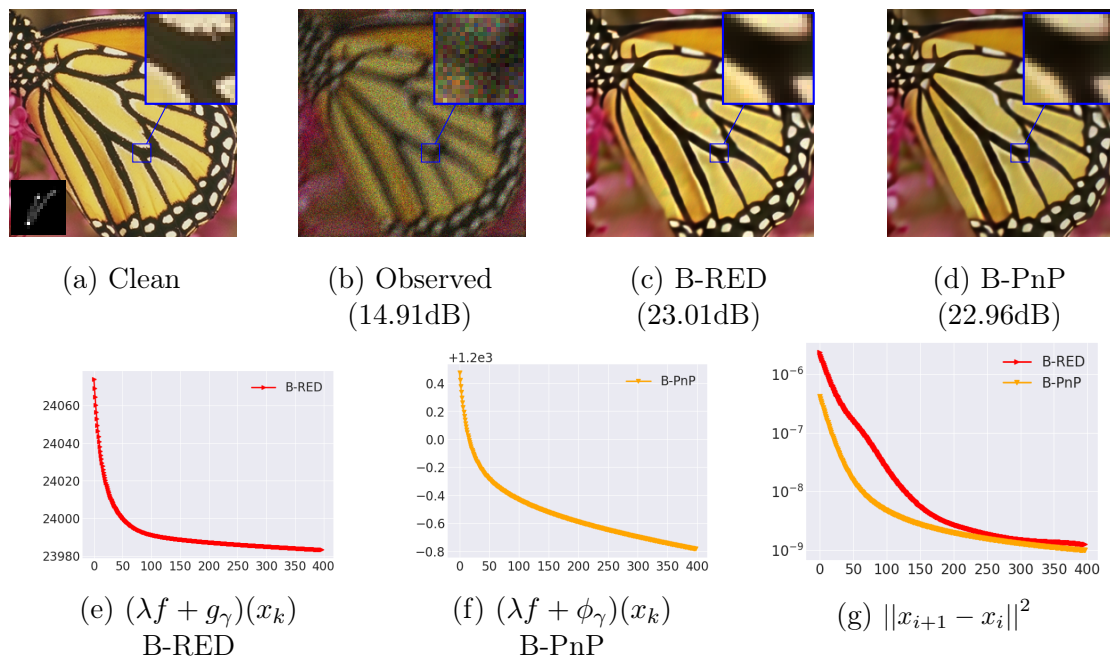 (a) Clean
(b) Observed
(14.91dB)
(c) B-RED
(23.01dB)
(d) B-PnP
(22.96dB)
B-RED
24060
24040
24020
24000
23980
0 50 100 150 200 250 300 350 400
(e) (λf + g_γ)(x_k)
B-RED
+1.2e3
B-PnP
0.4
0.2
0.0
−0.2
−0.4
−0.6
−0.8
0 50 100 150 200 250 300 350 400
(f) (λf + ϕ_γ)(x_k)
B-PnP
B-RED
B-PnP
10⁻⁶
10⁻⁷
10⁻⁸
10⁻⁹
0 50 100 150 200 250 300 350 400
(g) ||x_{i+1} − x_i||²